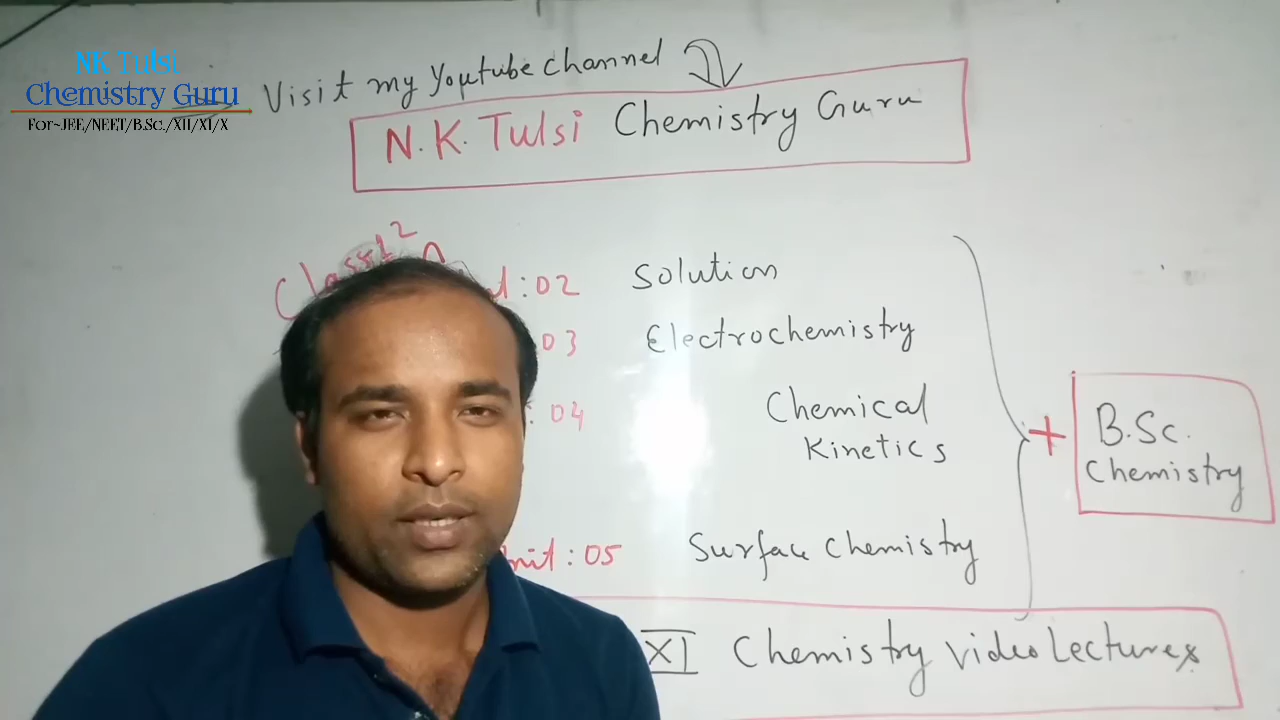 NK Tulsi
Chemistry Guru
For~JEE/NEET/B.Sc./XII/XI/X
Visit my Youtube channel
N.K. Tulsi Chemistry Guru
Solution
: 02
Electrochemistry
03
Chemical
Kinetics
: 04
Surface Chemistry
: 05
+ B.Sc.
Chemistry
XI Chemistry video Lectures